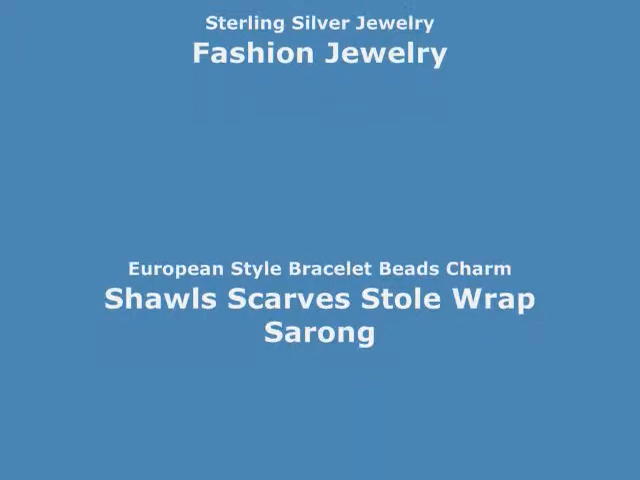 Sterling Silver Jewelry
Fashion Jewelry
European Style Bracelet Beads Charm
Shawls Scarves Stole Wrap
Sarong